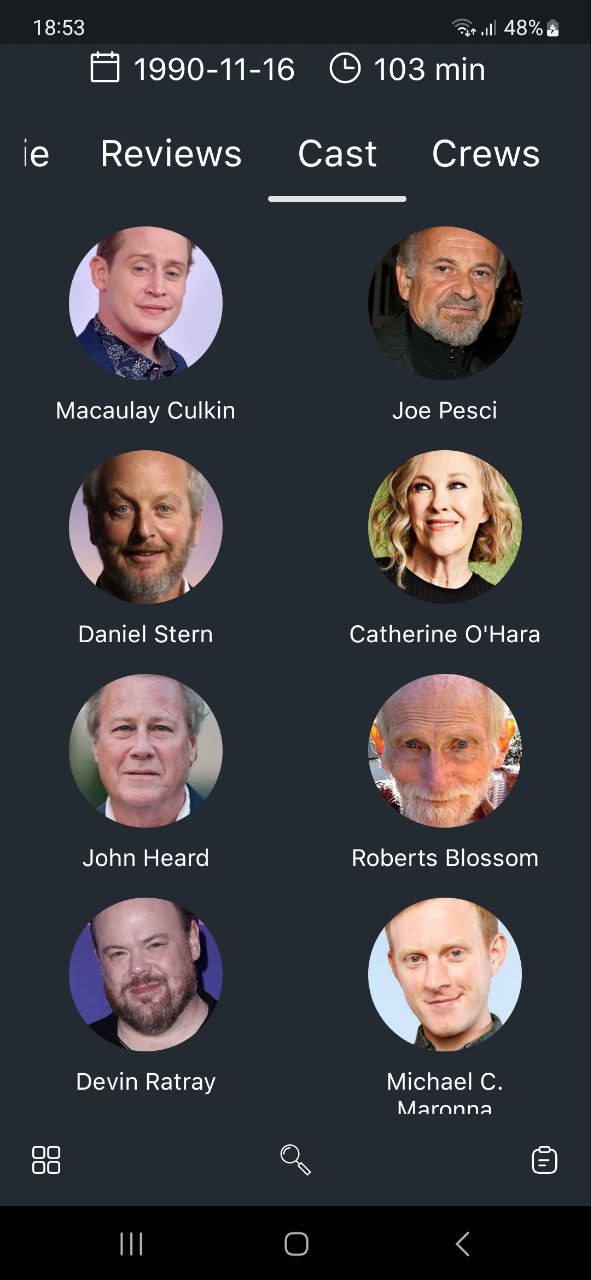 18:53
48%
1990-11-16 103 min
ie Reviews Cast Crews
Macaulay Culkin Joe Pesci
Daniel Stern Catherine O'Hara
John Heard Roberts Blossom
Devin Ratray Michael C.
Maronna